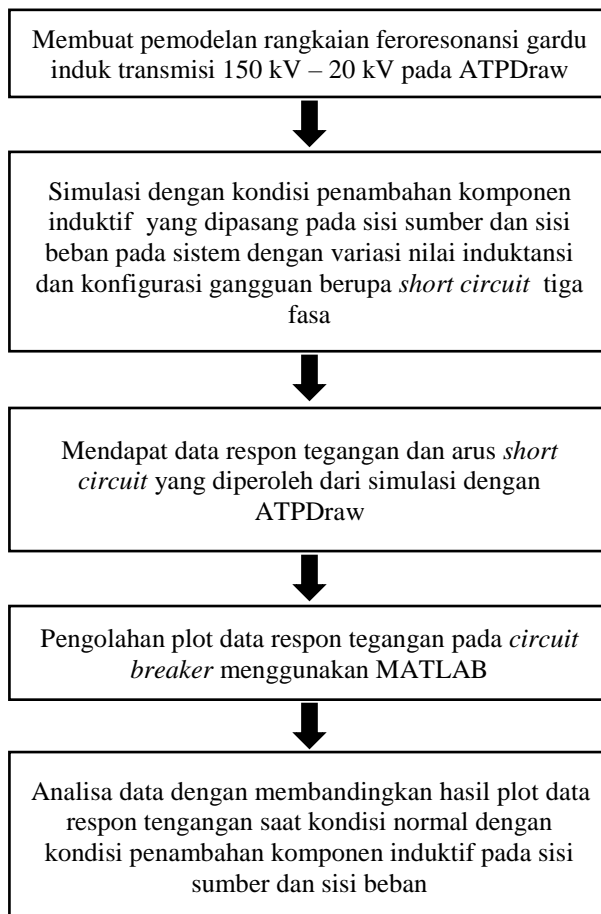 Membuat pemodelan rangkaian feroresonansi gardu
induk transmisi 150 kV – 20 kV pada ATPDraw
Simulasi dengan kondisi penambahan komponen
induktif yang dipasang pada sisi sumber dan sisi
beban pada sistem dengan variasi nilai induktansi
dan konfigurasi gangguan berupa short circuit tiga
fasa
Mendapat data respon tegangan dan arus short
circuit yang diperoleh dari simulasi dengan
ATPDraw
Pengolahan plot data respon tegangan pada circuit
breaker menggunakan MATLAB
Analisa data dengan membandingkan hasil plot data
respon tengangan saat kondisi normal dengan
kondisi penambahan komponen induktif pada sisi
sumber dan sisi beban